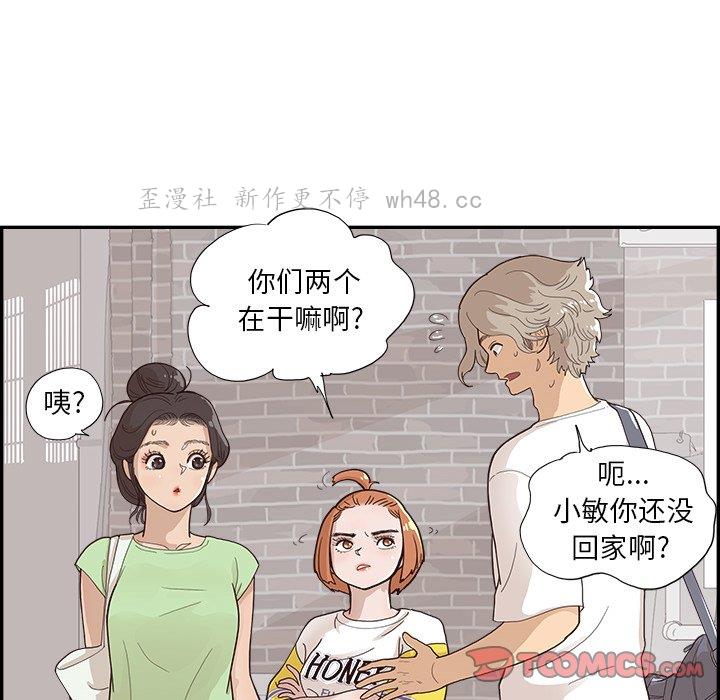 歪漫社 新作更不停 wh48.cc
你们两个
在干嘛啊?
咦?
呃...
小敏你还没
回家啊?
HONE
TOOMICS.COM